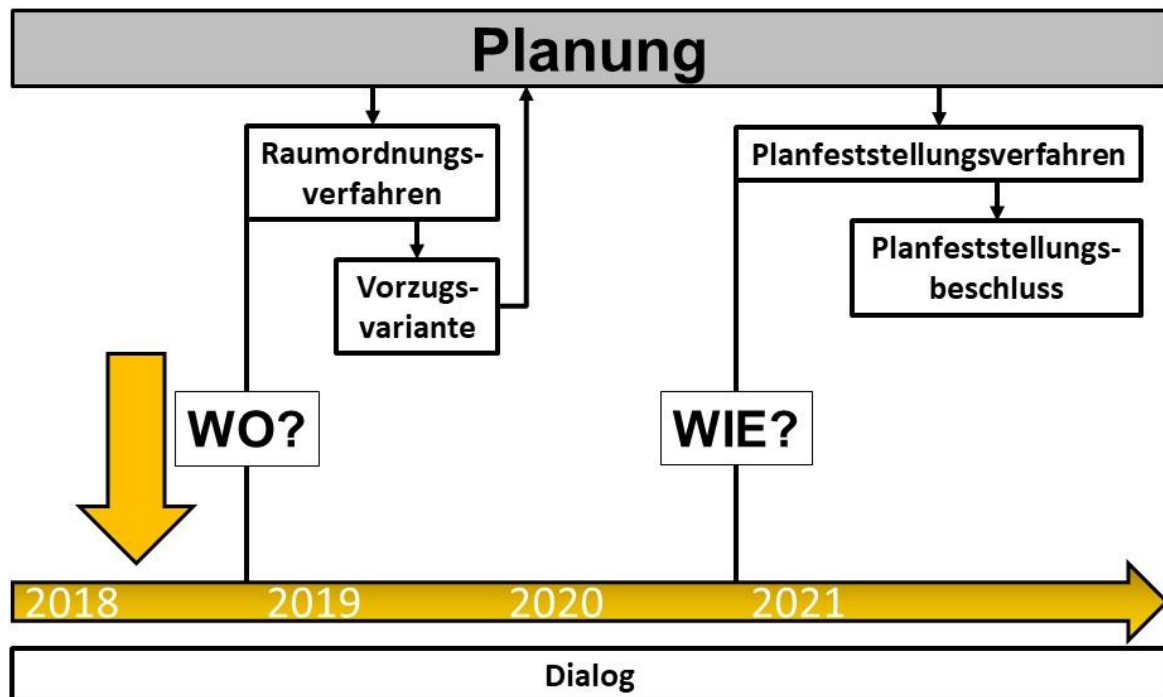 Planung
Raumordnungs-
verfahren
Vorzugs-
variante
Planfeststellungsverfahren
Planfeststellungs-
beschluss
WO?
WIE?
2018 2019 2020 2021
Dialog